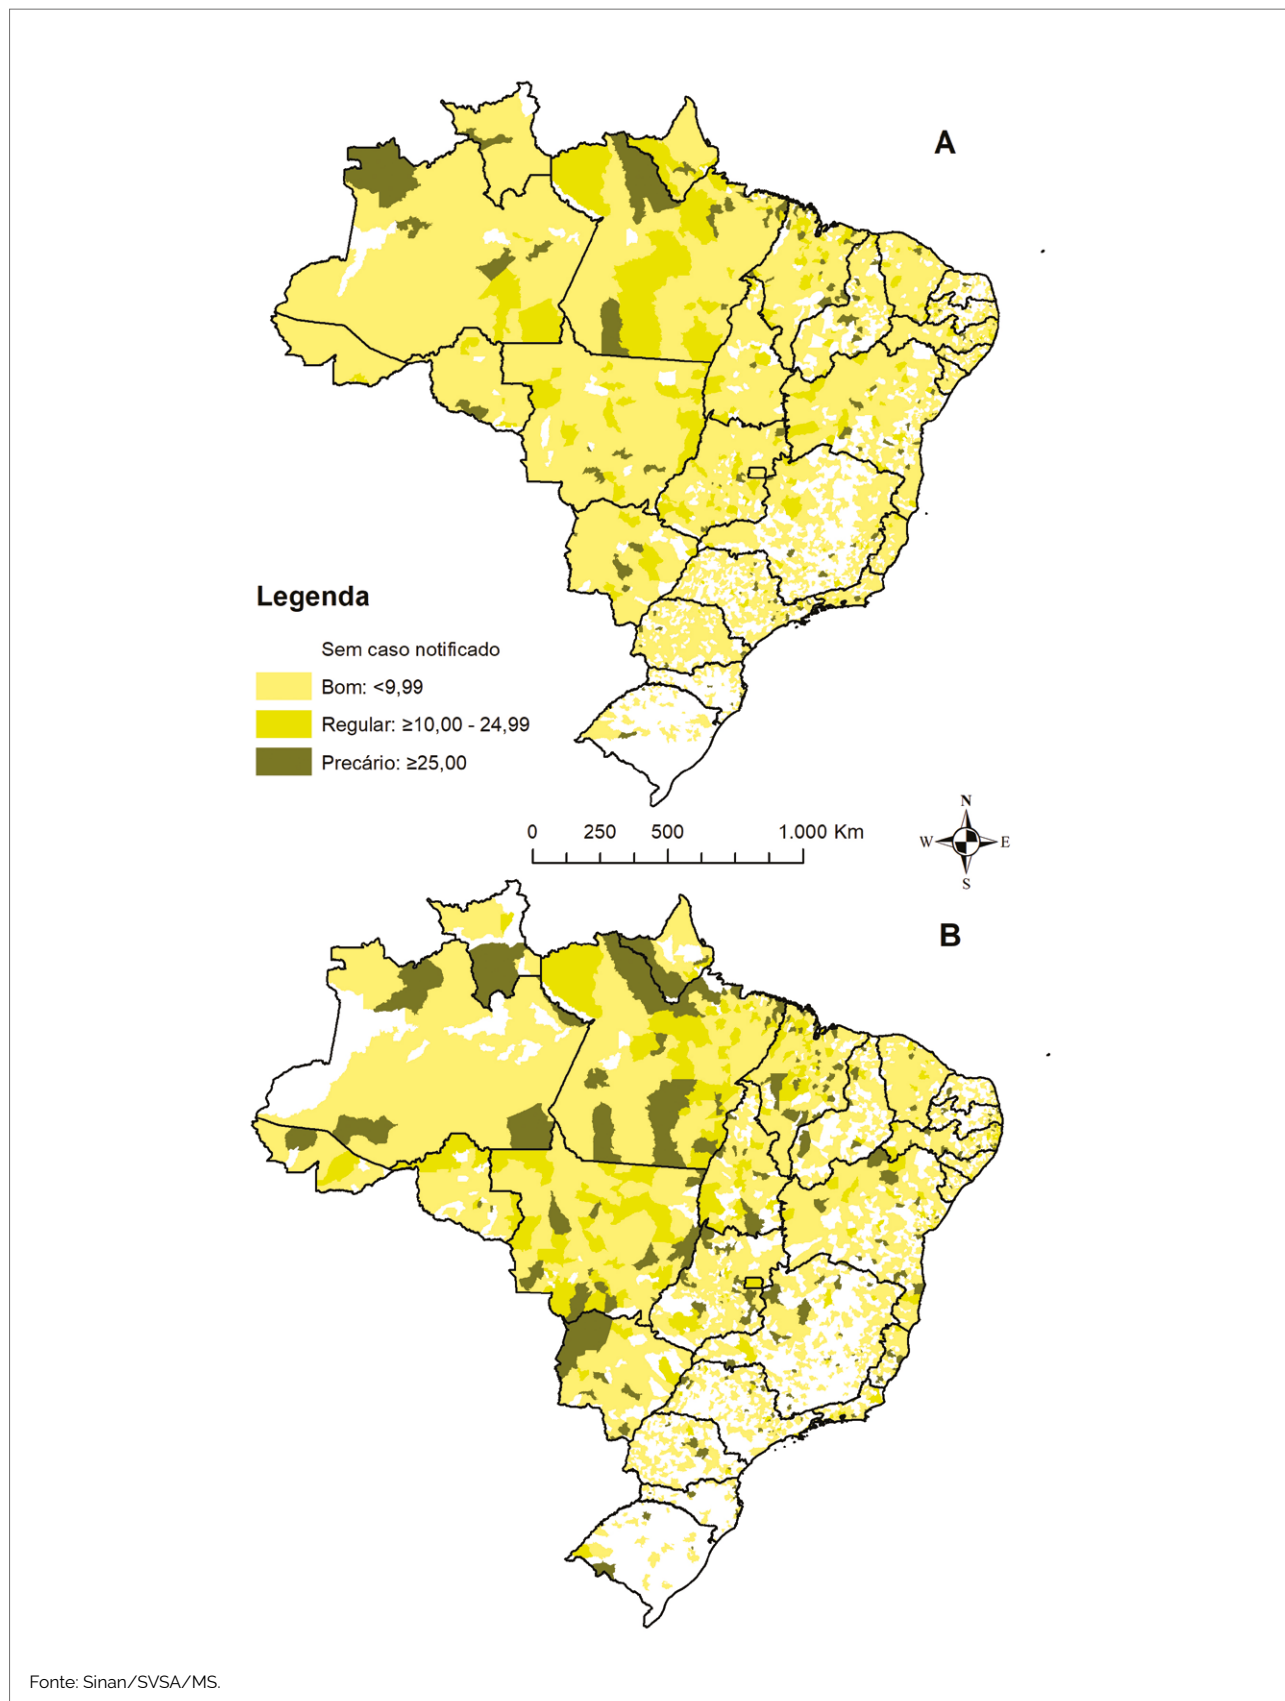 A
Legenda
Sem caso notificado
Bom: <9,99
Regular: ≥10,00 - 24,99
Precário: ≥25,00
0 250 500 1.000 Km
N
W E
S
B
Fonte: Sinan/SVSA/MS.